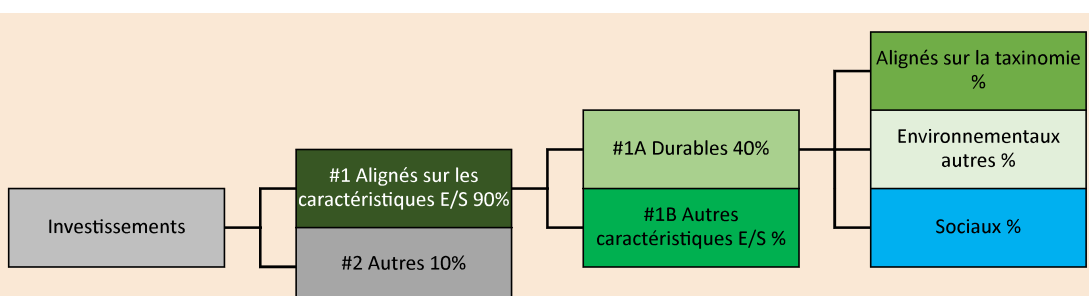 Investissements
#1 Alignés sur les
caractéristiques E/S 90%
#2 Autres 10%
#1A Durables 40%
#1B Autres
caractéristiques E/S %
Alignés sur la taxinomie
%
Environnementaux
autres %
Sociaux %